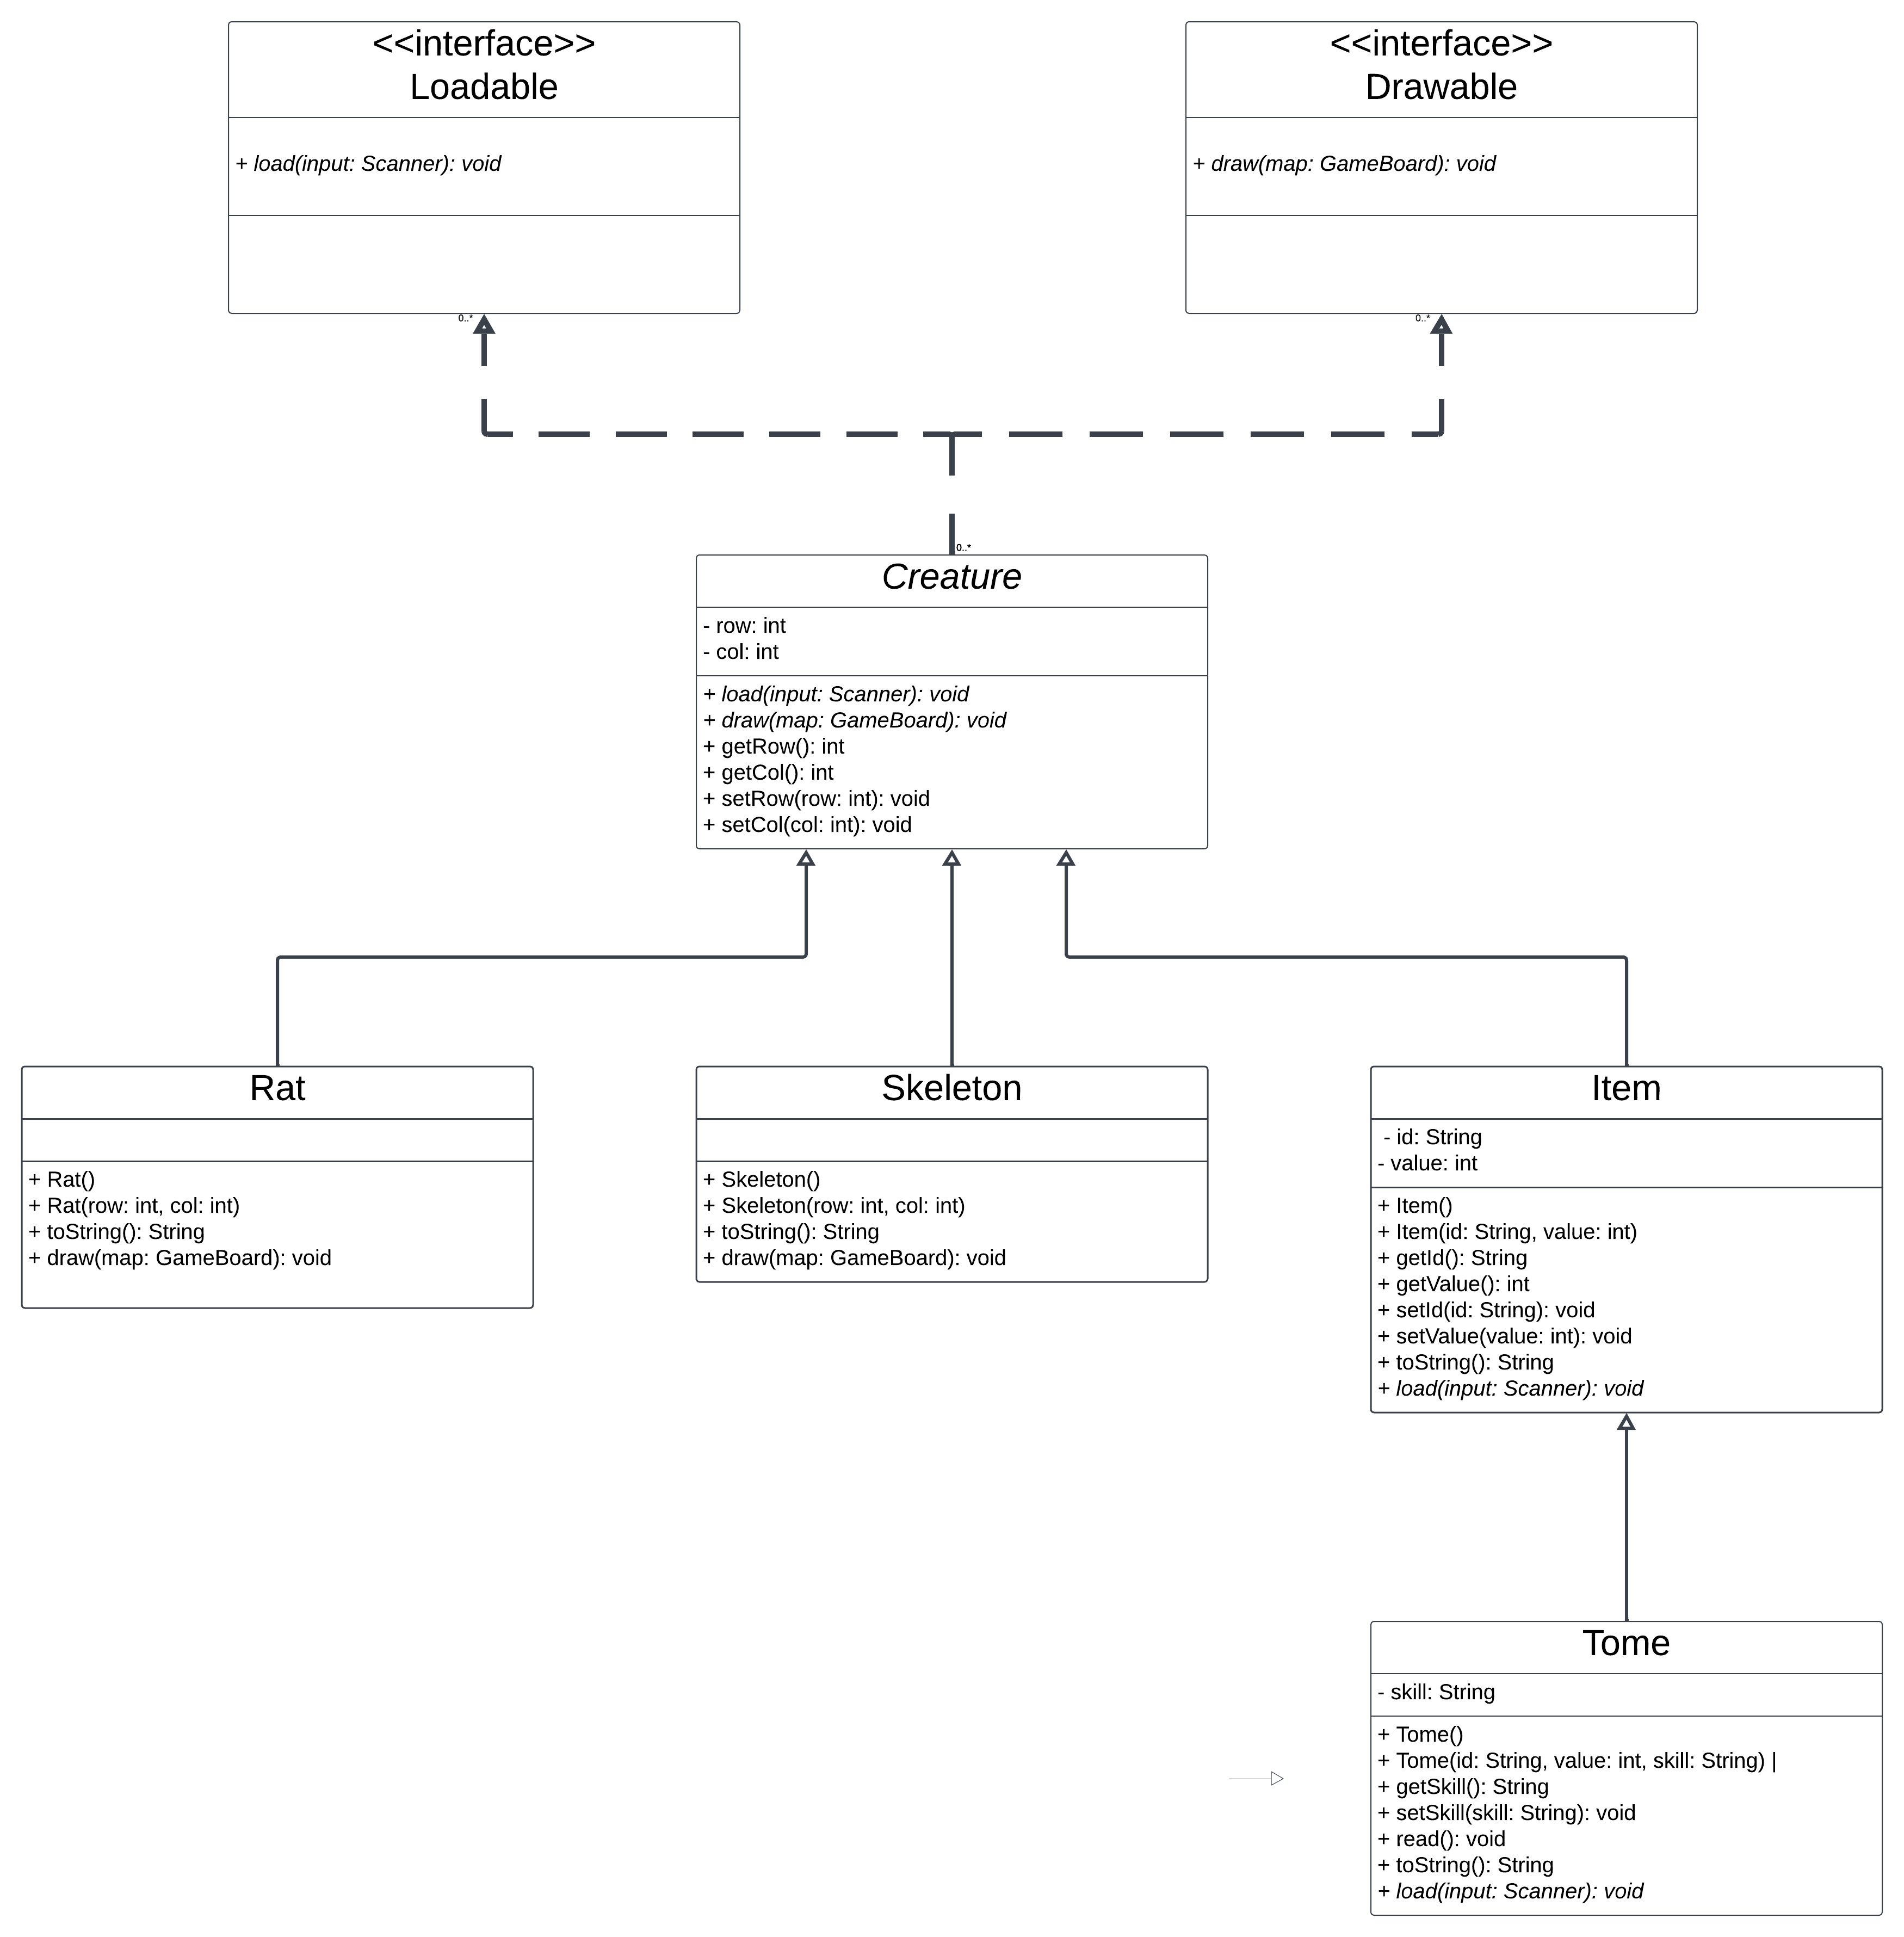 <<interface>>
Loadable
+ load(input: Scanner): void
0..*
<<interface>>
Drawable
+ draw(map: GameBoard): void
0..*
0..*
Creature
- row: int
- col: int
+ load(input: Scanner): void
+ draw(map: GameBoard): void
+ getRow(): int
+ getCol(): int
+ setRow(row: int): void
+ setCol(col: int): void
Rat
+ Rat()
+ Rat(row: int, col: int)
+ toString(): String
+ draw(map: GameBoard): void
Skeleton
+ Skeleton()
+ Skeleton(row: int, col: int)
+ toString(): String
+ draw(map: GameBoard): void
Item
- id: String
- value: int
+ Item()
+ Item(id: String, value: int)
+ getId(): String
+ getValue(): int
+ setId(id: String): void
+ setValue(value: int): void
+ toString(): String
+ load(input: Scanner): void
Tome
- skill: String
+ Tome()
+ Tome(id: String, value: int, skill: String) |
+ getSkill(): String
+ setSkill(skill: String): void
+ read(): void
+ toString(): String
+ load(input: Scanner): void